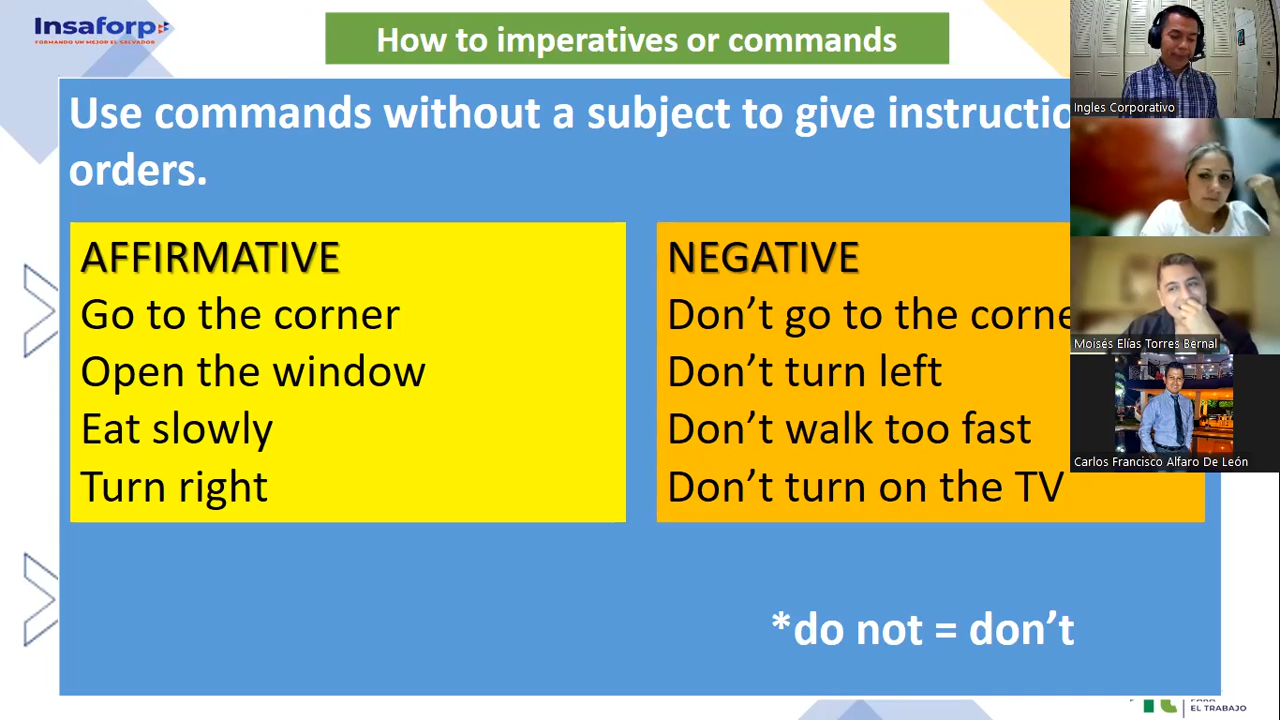 Insaforp
FORMANDO UN MEJOR EL SALVADOR
How to imperatives or commands
Use commands without a subject to give
orders.
AFFIRMATIVE
Go to the corner
Open the window
Eat slowly
Turn right
NEGATIVE
Don’t go to the
Don’t turn left
Don’t walk too fast
Don’t turn on the TV
*do not = don’t
Ingles Corporativo
Moisés Elías Torres Bernal
Carlos Francisco Alfaro De León
EL TRABAJO